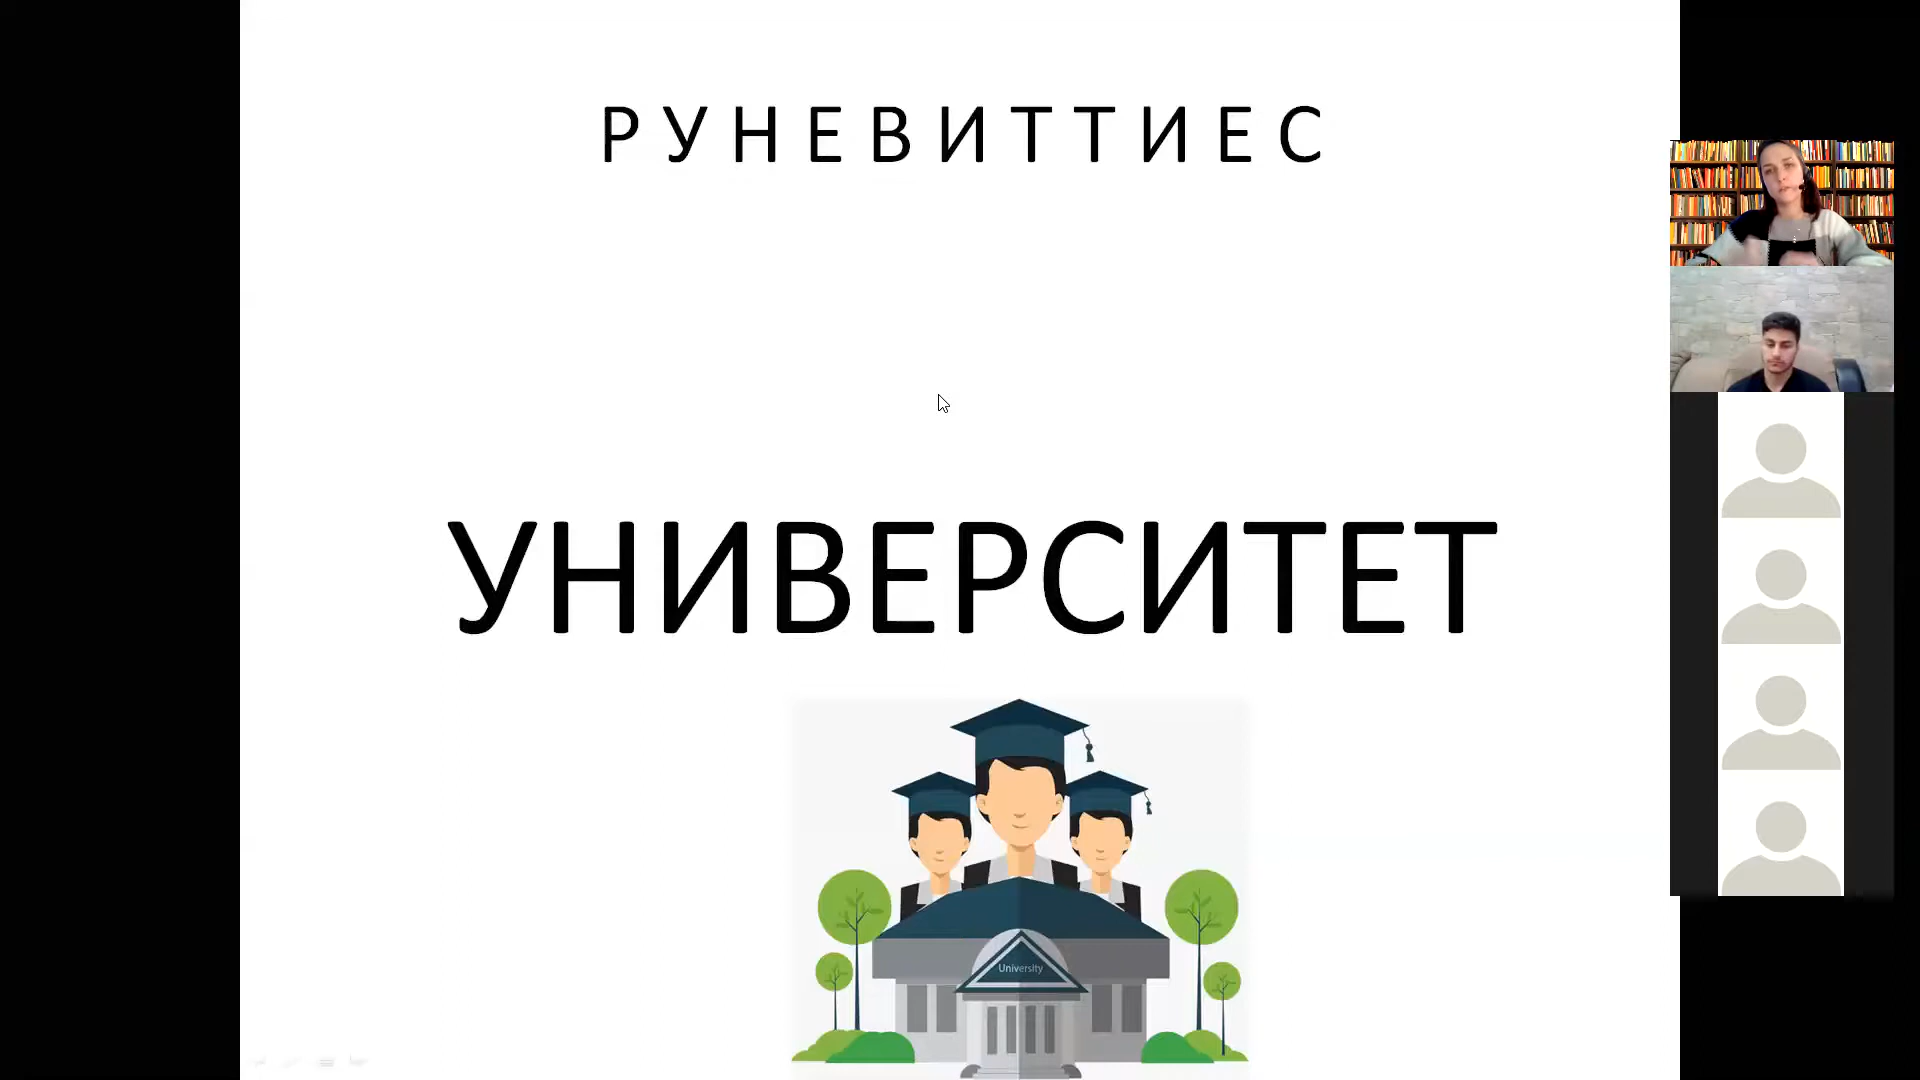 Р У Н Е В И Т Т И Е С
УНИВЕРСИТЕТ
University